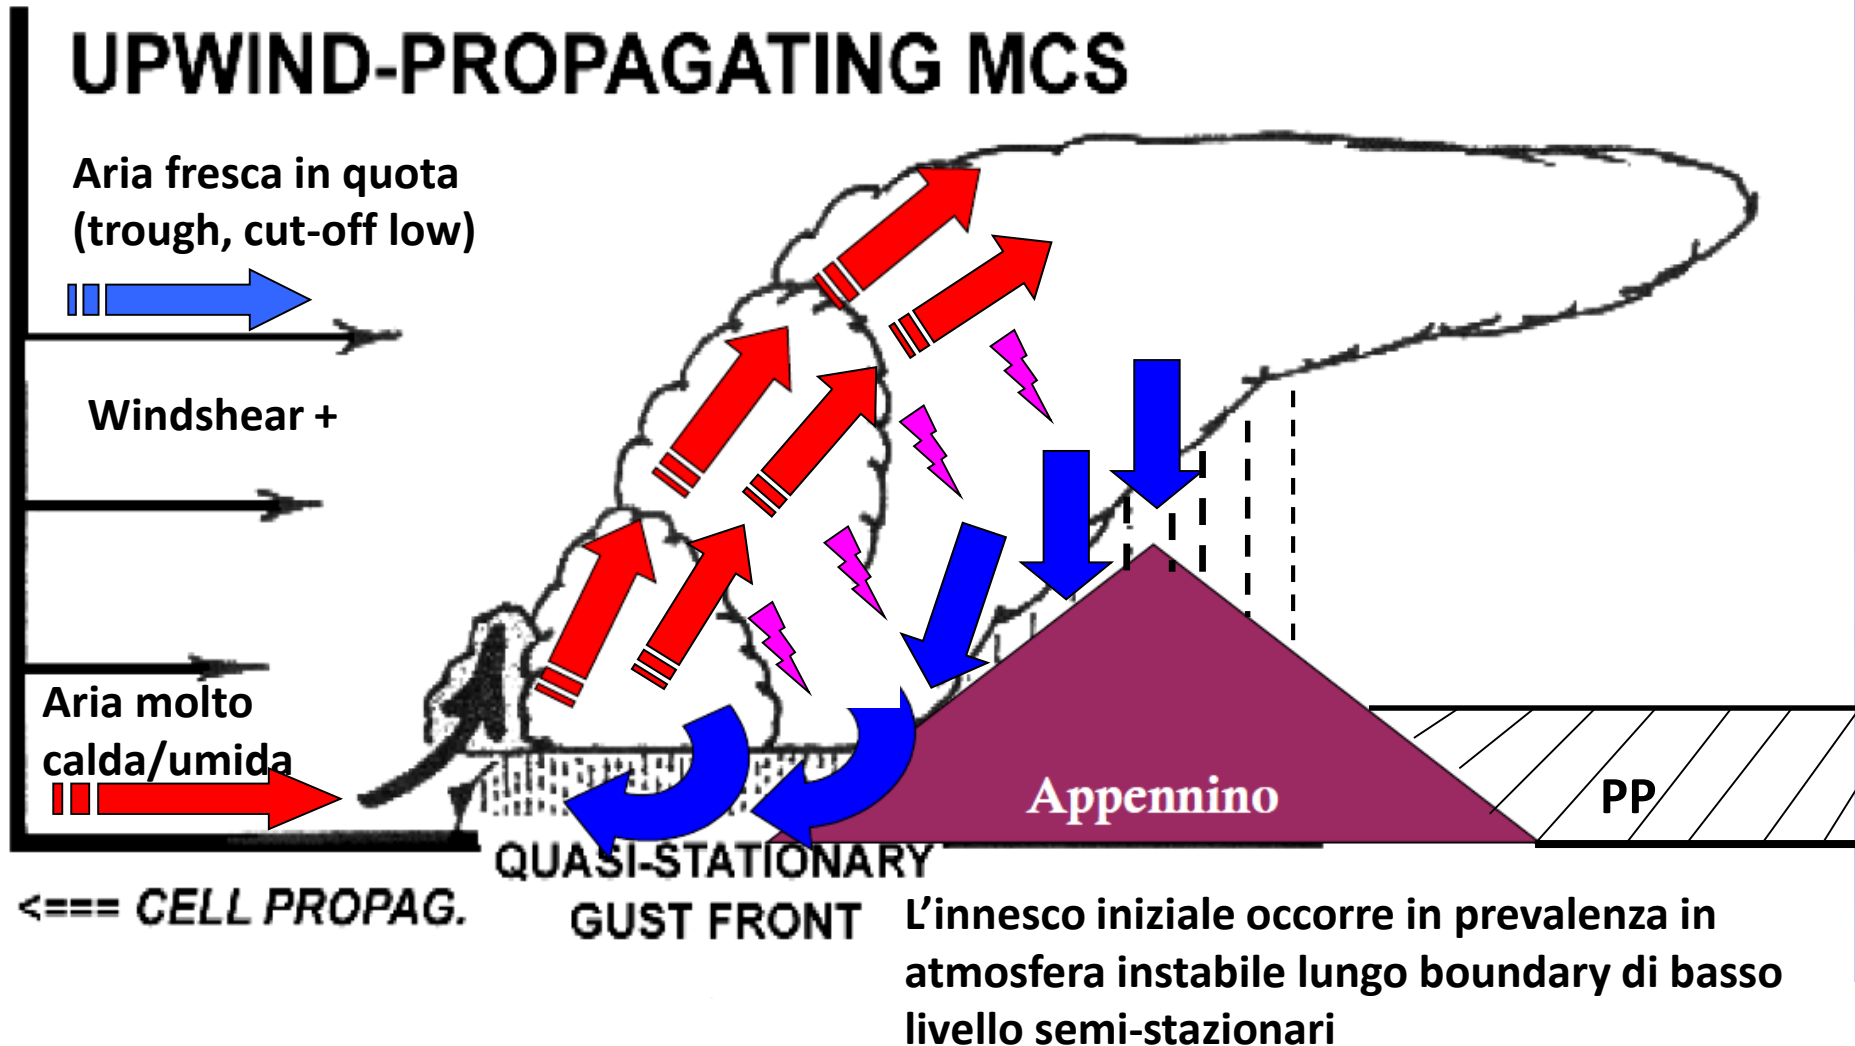 UPWIND-PROPAGATING MCS
Aria fresca in quota
(trough, cut-off low)
Windshear +
Aria molto
calda/umida
Appennino
PP
QUASI-STATIONARY
GUST FRONT
<=== CELL PROPAG.
L’innesco iniziale occorre in prevalenza in
atmosfera instabile lungo boundary di basso
livello semi-stazionari